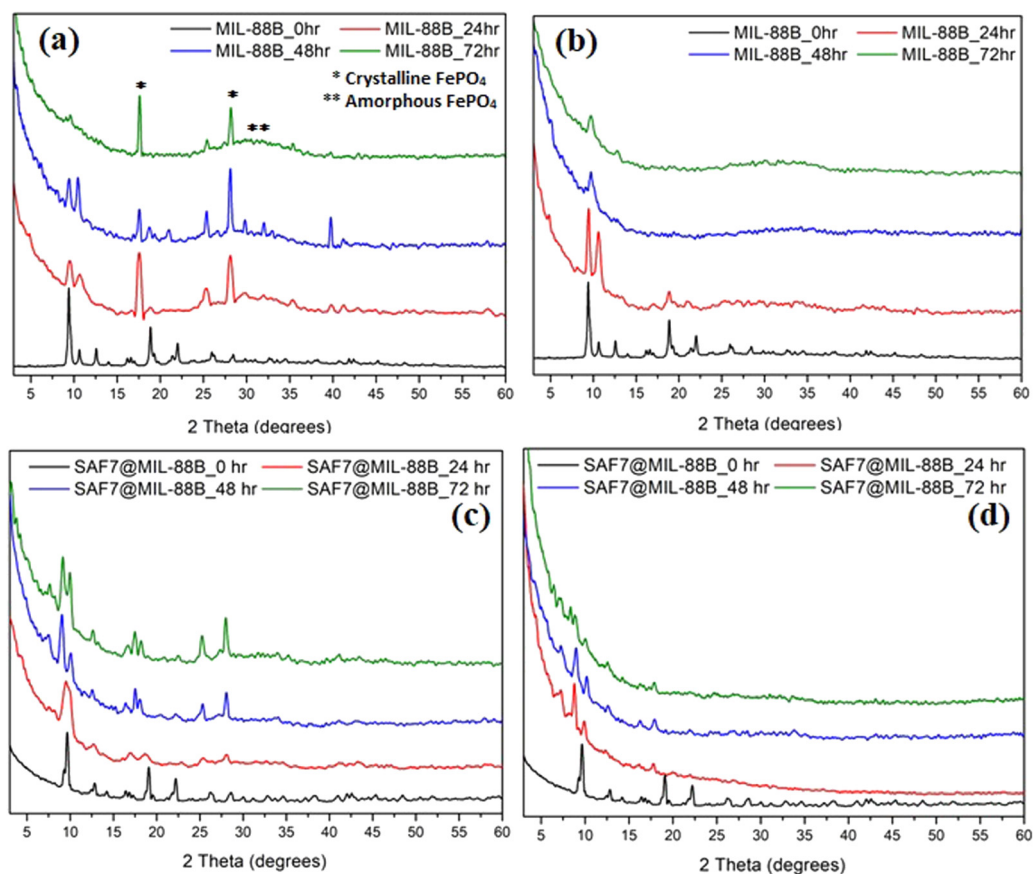 (a)
MIL-88B_0hr MIL-88B_24hr
MIL-88B_48hr MIL-88B_72hr
* Crystalline FePO4
** Amorphous FePO4
*
*
**
5 10 15 20 25 30 35 40 45 50 55 60
2 Theta (degrees)
(b)
MIL-88B_0hr MIL-88B_24hr
MIL-88B_48hr MIL-88B_72hr
5 10 15 20 25 30 35 40 45 50 55 60
2 Theta (degrees)
SAF7@MIL-88B_0 hr SAF7@MIL-88B_24 hr
SAF7@MIL-88B_48 hr SAF7@MIL-88B_72 hr
(c)
5 10 15 20 25 30 35 40 45 50 55 60
2 Theta (degrees)
SAF7@MIL-88B_0 hr SAF7@MIL-88B_24 hr
SAF7@MIL-88B_48 hr SAF7@MIL-88B_72 hr
(d)
5 10 15 20 25 30 35 40 45 50 55 60
2 Theta (degrees)